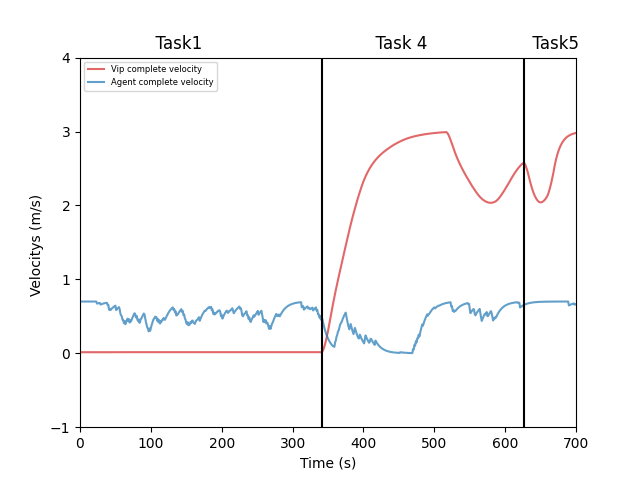 Task1 Task 4 Task5
Vip complete velocity
Agent complete velocity
4
3
2
1
0
−1
Velocitys (m/s)
0 100 200 300 400 500 600 700
Time (s)